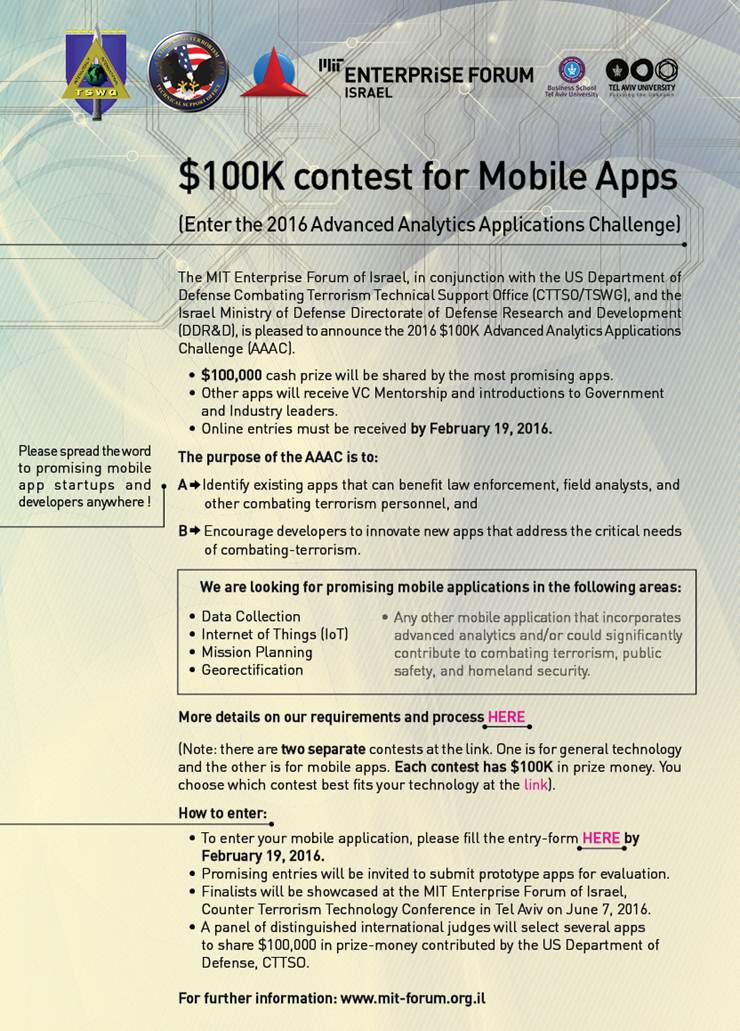 TSWG
TECHNICAL SUPPORT OFFICE
MIT ENTERPRISE FORUM
ISRAEL
Business School
Tel Aviv University
TEL AVIV UNIVERSITY
$100K contest for Mobile Apps
(Enter the 2016 Advanced Analytics Applications Challenge)
The MIT Enterprise Forum of Israel, in conjunction with the US Department of
Defense Combating Terrorism Technical Support Office (CTTSO/TSWG), and the
Israel Ministry of Defense Directorate of Defense Research and Development
(DDR&D), is pleased to announce the 2016 $100K Advanced Analytics Applications
Challenge (AAAC).
• $100,000 cash prize will be shared by the most promising apps.
• Other apps will receive VC Mentorship and introductions to Government
and Industry leaders.
• Online entries must be received by February 19, 2016.
Please spread the word
to promising mobile
app startups and
developers anywhere !
The purpose of the AAAC is to:
A➔Identify existing apps that can benefit law enforcement, field analysts, and
other combating terrorism personnel, and
B➔ Encourage developers to innovate new apps that address the critical needs
of combating-terrorism.
We are looking for promising mobile applications in the following areas:
• Data Collection
• Internet of Things (IoT)
• Mission Planning
• Georectification
• Any other mobile application that incorporates
advanced analytics and/or could significantly
contribute to combating terrorism, public
safety, and homeland security.
More details on our requirements and process HERE
(Note: there are two separate contests at the link. One is for general technology
and the other is for mobile apps. Each contest has $100K in prize money. You
choose which contest best fits your technology at the link).
How to enter:
• To enter your mobile application, please fill the entry-form HERE by
February 19, 2016.
• Promising entries will be invited to submit prototype apps for evaluation.
• Finalists will be showcased at the MIT Enterprise Forum of Israel,
Counter Terrorism Technology Conference in Tel Aviv on June 7, 2016.
• A panel of distinguished international judges will select several apps
to share $100,000 in prize-money contributed by the US Department of
Defense, CTTSO.
For further information: www.mit-forum.org.il